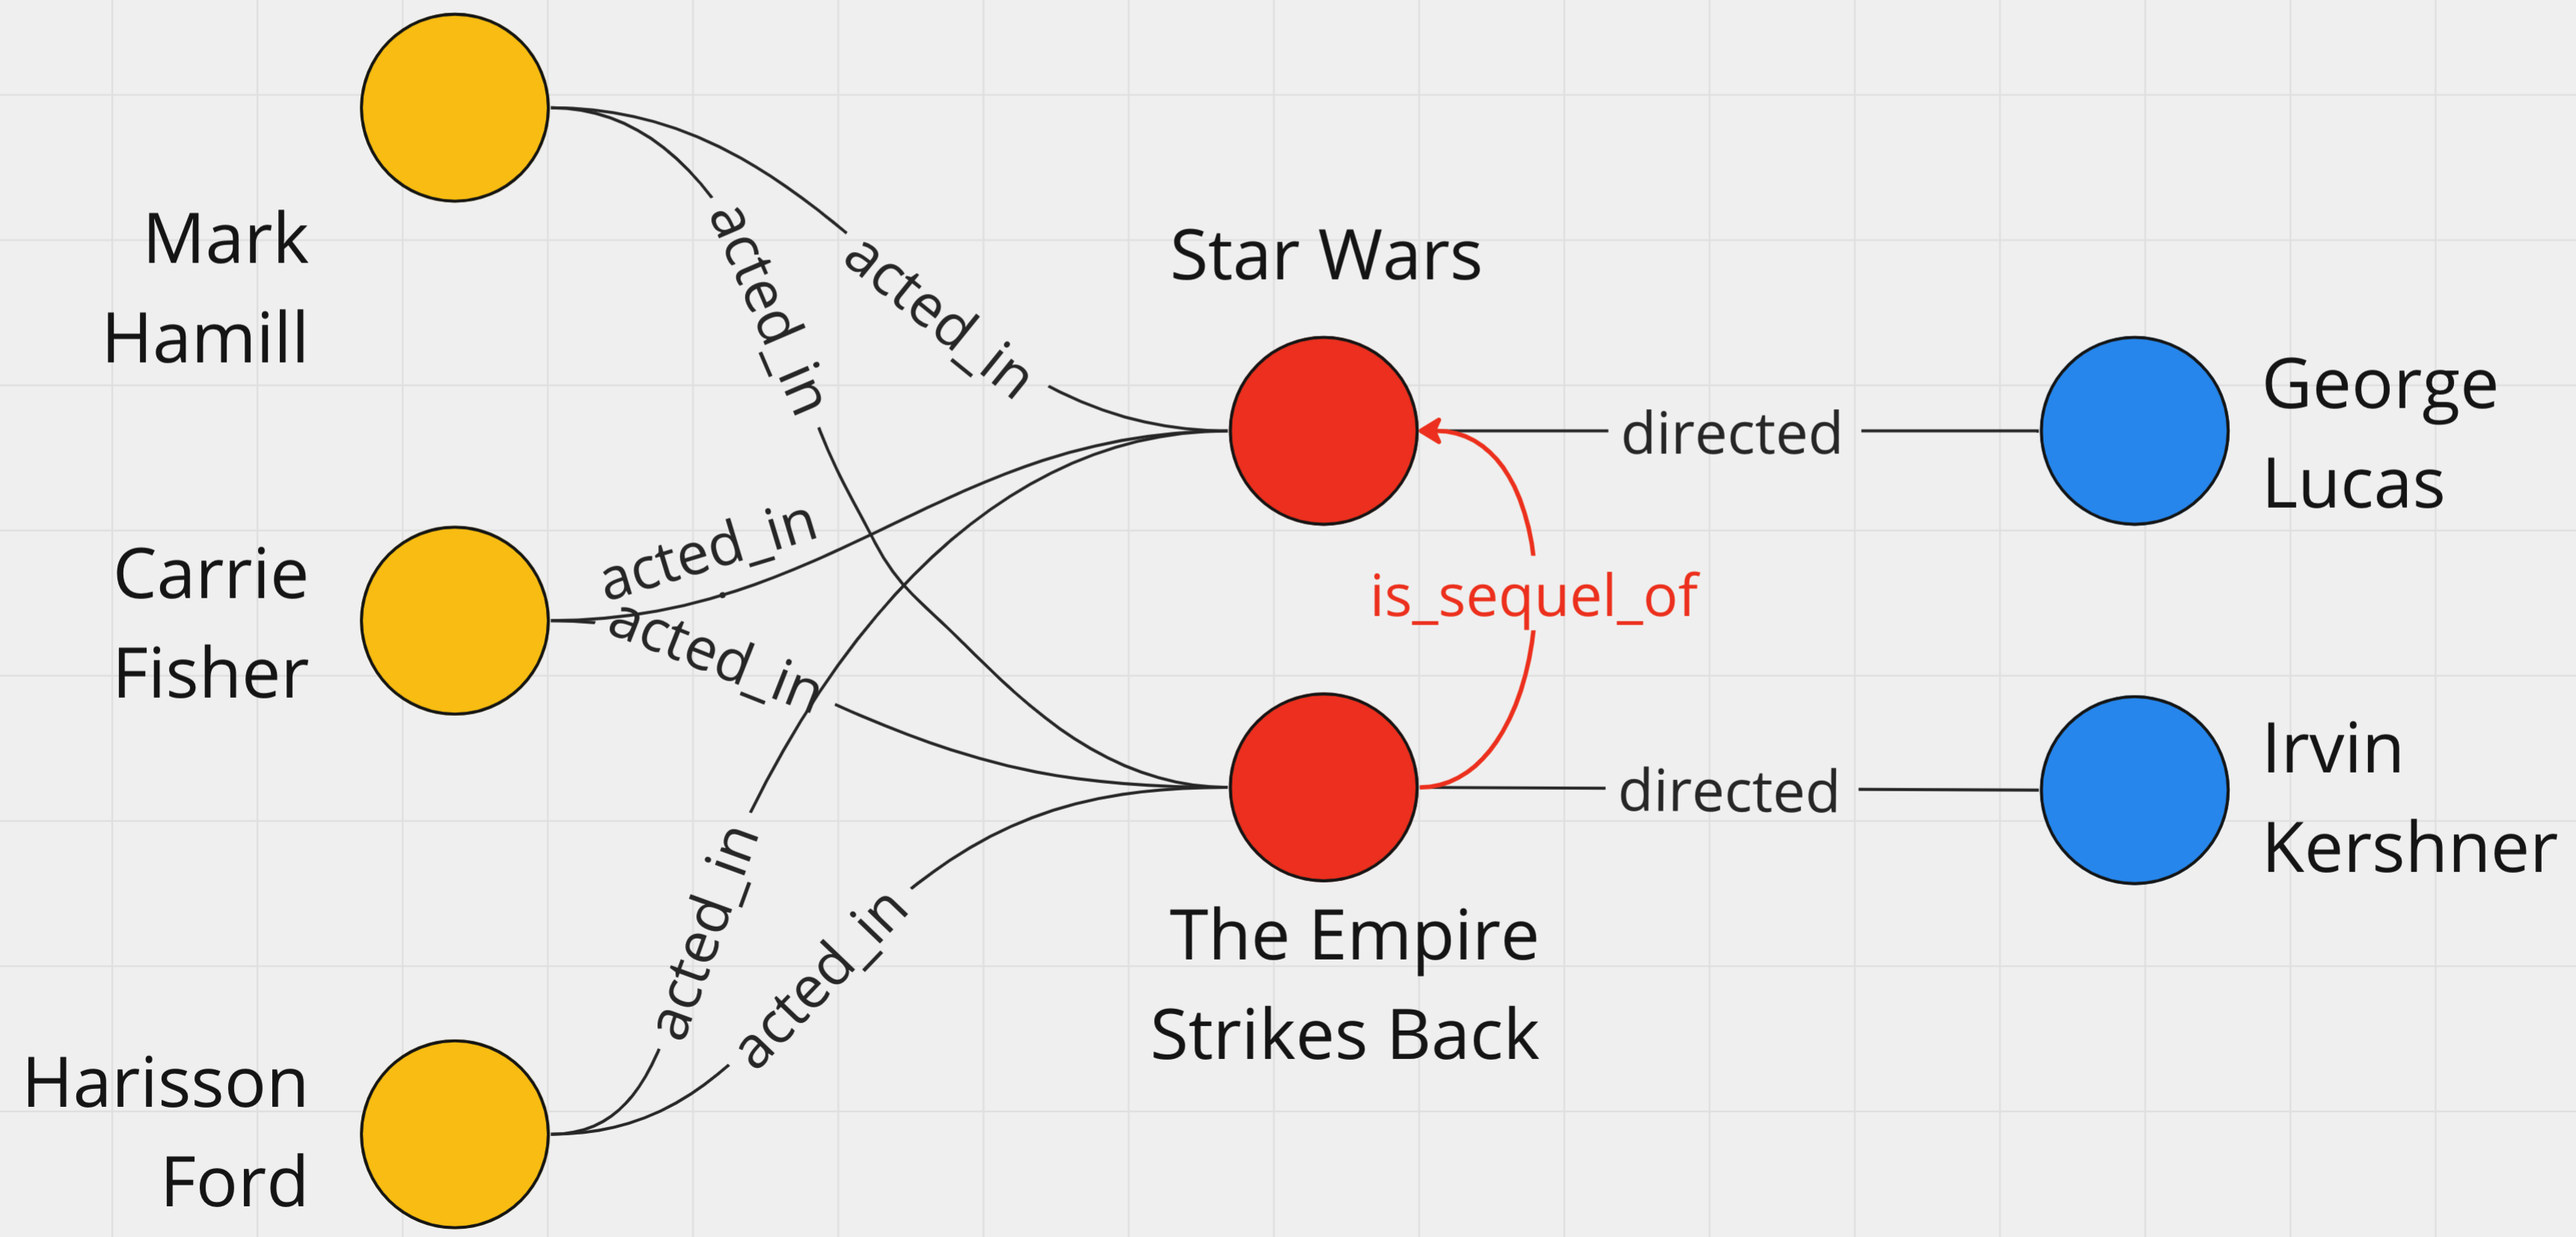 Mark
Hamill
acted_in
acted_in
Star Wars
directed
George
Lucas
Carrie
Fisher
acted_in
acted_in
is_sequel_of
directed
Irvin
Kershner
acted_in
acted_in
The Empire
Strikes Back
Harisson
Ford